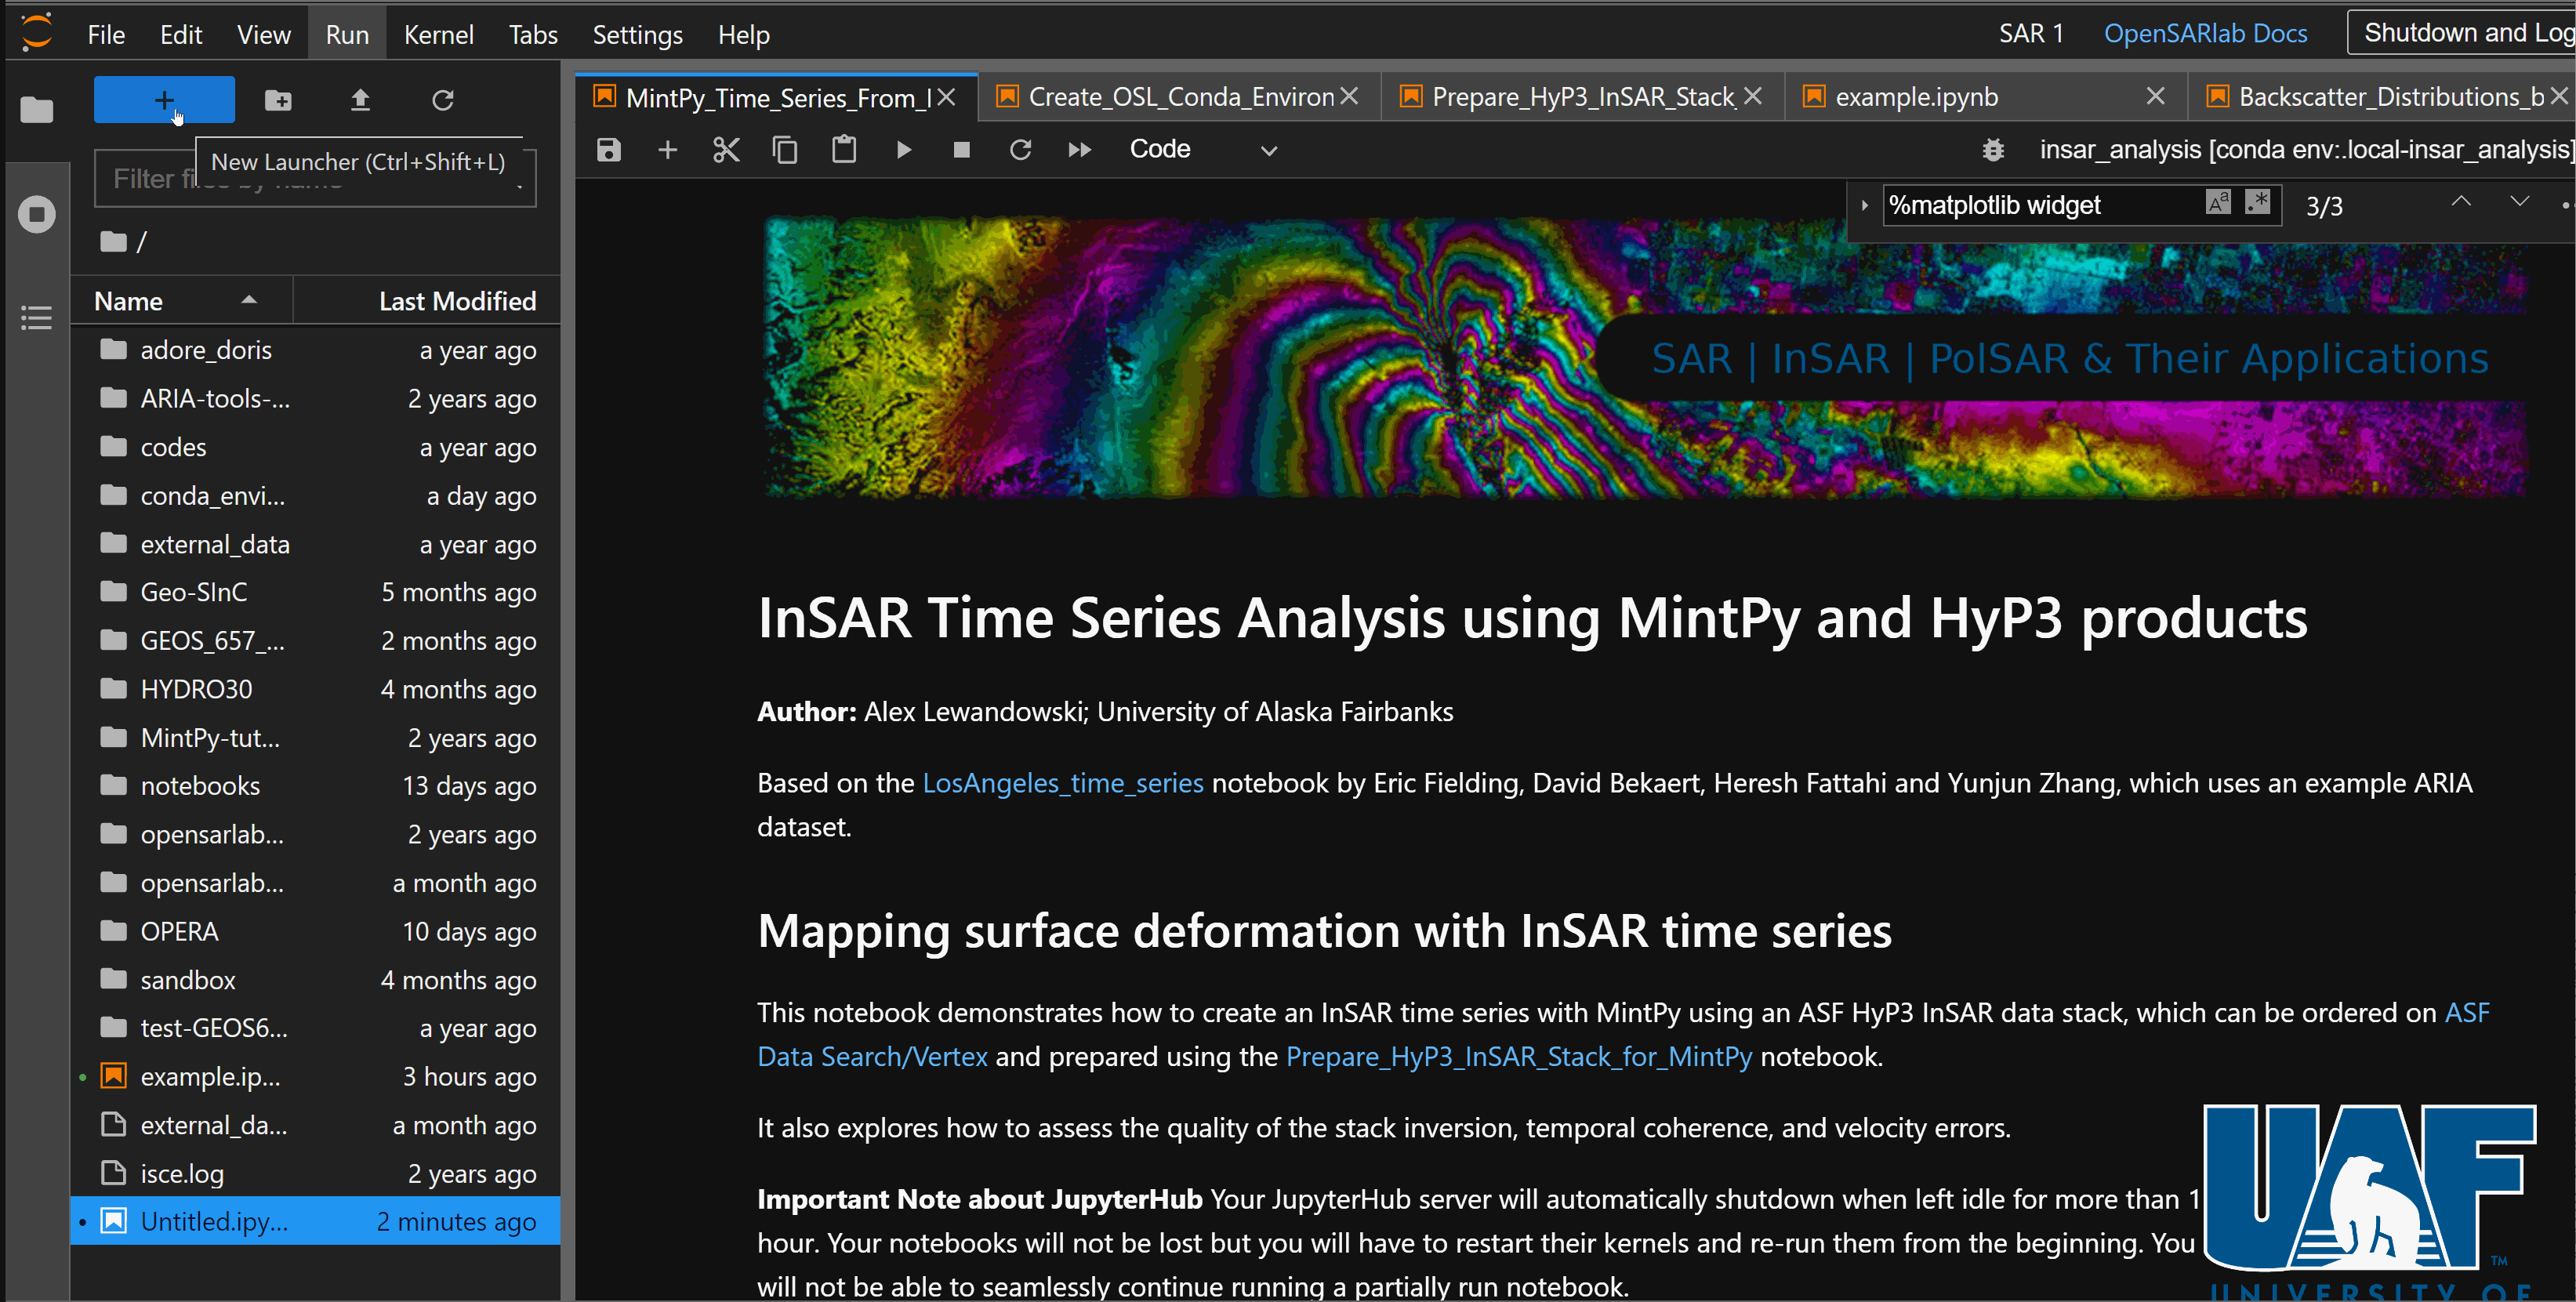 File Edit View Run Kernel Tabs Settings Help
SAR 1 OpenSARlab Docs Shutdown and Log
New Launcher (Ctrl+Shift+L)
/
Name Last Modified
adore_doris a year ago
ARIA-tools-... 2 years ago
codes a year ago
conda_envi... a day ago
external_data a year ago
Geo-SInC 5 months ago
GEOS_657_... 2 months ago
HYDRO30 4 months ago
MintPy-tut... 2 years ago
notebooks 13 days ago
opensarlab... 2 years ago
opensarlab... a month ago
OPERA 10 days ago
sandbox 4 months ago
test-GEOS6... a year ago
example.ip... 3 hours ago
external_da... a month ago
isce.log 2 years ago
Untitled.ipy... 2 minutes ago
MintPy_Time_Series_From_ Create_OSL_Conda_Environ Prepare_HyP3_InSAR_Stack_ example.ipynb Backscatter_Distributions_b
Code insar_analysis [conda env:.local-insar_analysis]
%matplotlib widget 3/3
SAR | InSAR | PolSAR & Their Applications
InSAR Time Series Analysis using MintPy and HyP3 products
Author: Alex Lewandowski; University of Alaska Fairbanks
Based on the LosAngeles_time_series notebook by Eric Fielding, David Bekaert, Heresh Fattahi and Yunjun Zhang, which uses an example ARIA
dataset.
Mapping surface deformation with InSAR time series
This notebook demonstrates how to create an InSAR time series with MintPy using an ASF HyP3 InSAR data stack, which can be ordered on ASF
Data Search/Vertex and prepared using the Prepare_HyP3_InSAR_Stack_for_MintPy notebook.
It also explores how to assess the quality of the stack inversion, temporal coherence, and velocity errors.
Important Note about JupyterHub Your JupyterHub server will automatically shutdown when left idle for more than 1
hour. Your notebooks will not be lost but you will have to restart their kernels and re-run them from the beginning. You
will not be able to seamlessly continue running a partially run notebook.
UAF
TM
UNIVERSITY OF